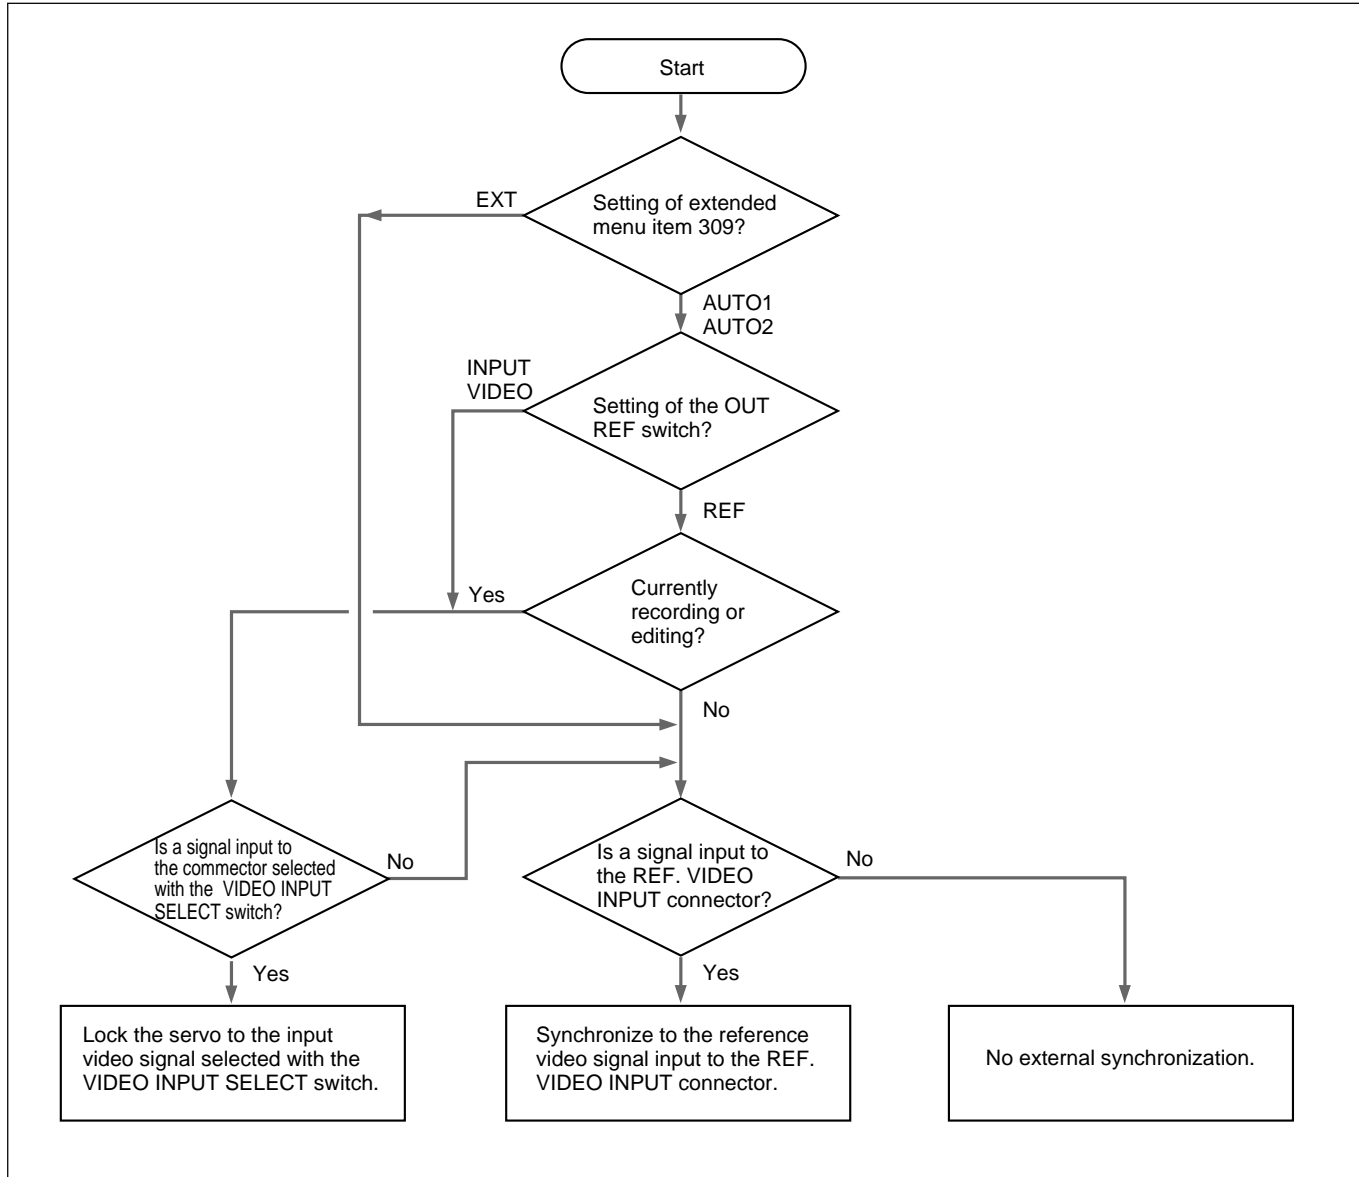 Start
EXT
Setting of extended
menu item 309?
AUTO1
AUTO2
INPUT
VIDEO
Setting of the OUT
REF switch?
REF
Yes
Currently
recording or
editing?
No
Is a signal input to
the commector selected
with the VIDEO INPUT
SELECT switch?
No
Is a signal input to
the REF. VIDEO
INPUT connector?
No
Yes
Yes
Lock the servo to the input
video signal selected with the
VIDEO INPUT SELECT switch.
Synchronize to the reference
video signal input to the REF.
VIDEO INPUT connector.
No external synchronization.